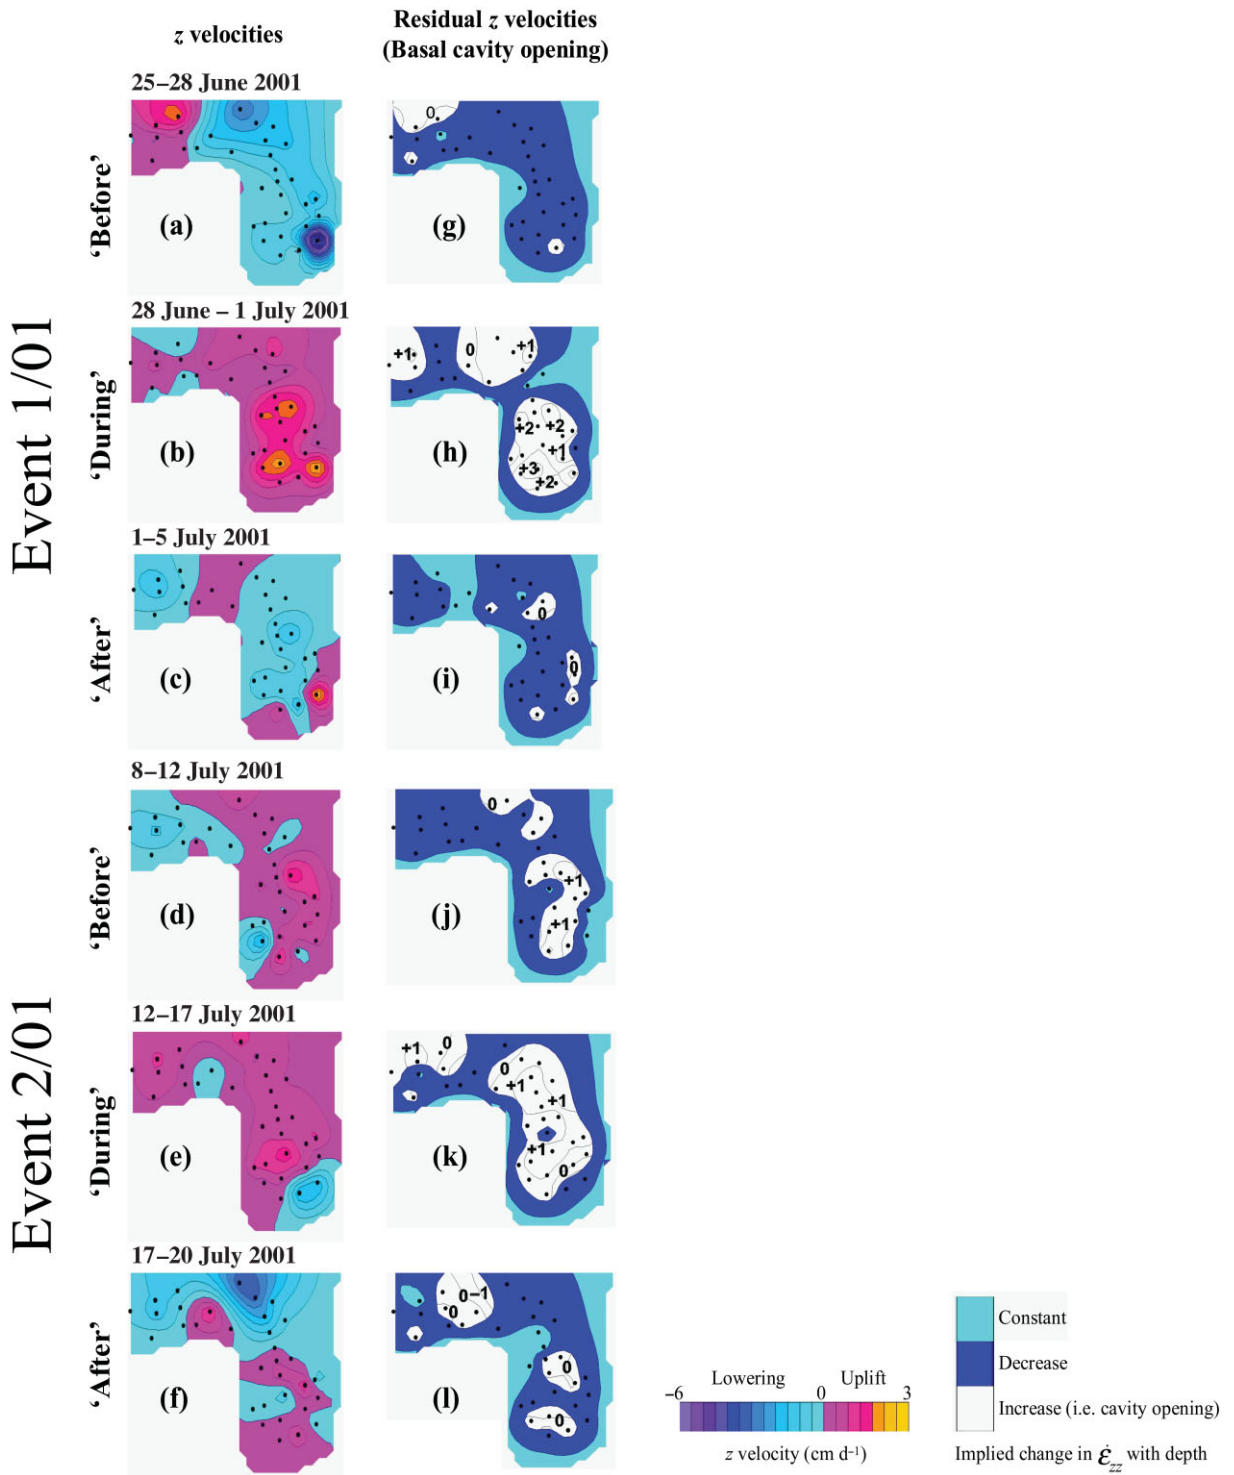 z velocities
Residual z velocities
(Basal cavity opening)
Event 1/01
‘Before’
25–28 June 2001
(a)
0
(g)
‘During’
28 June – 1 July 2001
(b)
+1
0
+1
+2
+2
+1
+3
+2
(h)
‘After’
1–5 July 2001
(c)
0
0
(i)
Event 2/01
‘Before’
8–12 July 2001
(d)
0
+1
+1
(j)
‘During’
12–17 July 2001
(e)
+1
0
0
+1
+1
+1
0
(k)
‘After’
17–20 July 2001
(f)
0–1
0
0
0
(l)
Lowering
Uplift
–6
0
3
z velocity (cm d⁻¹)
Constant
Decrease
Increase (i.e. cavity opening)
Implied change in ε̇zz with depth